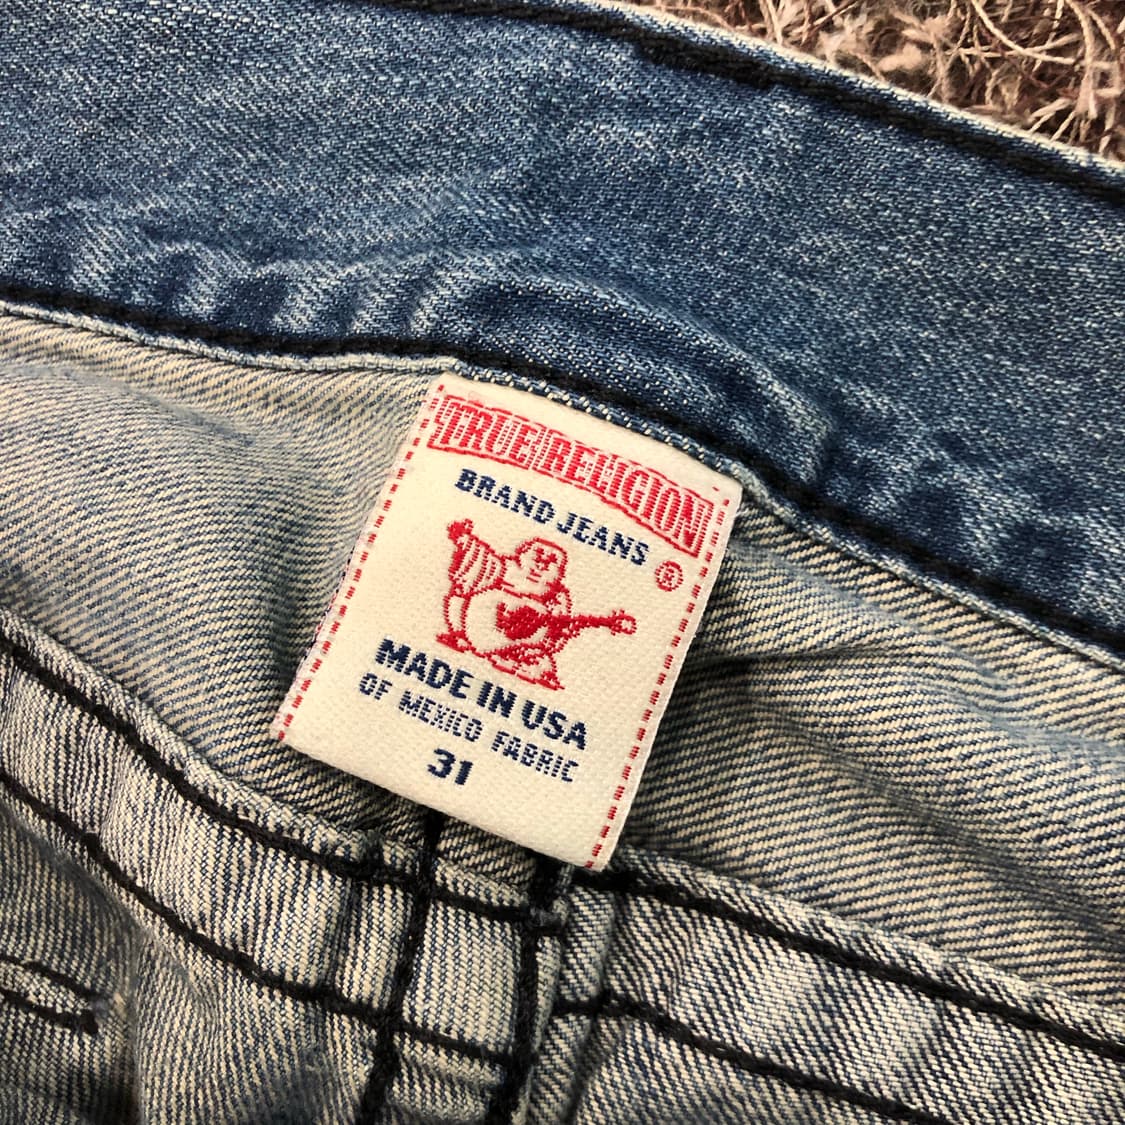 TRUE RELIGION
BRAND JEANS
®
MADE IN USA
OF MEXICO FABRIC
31